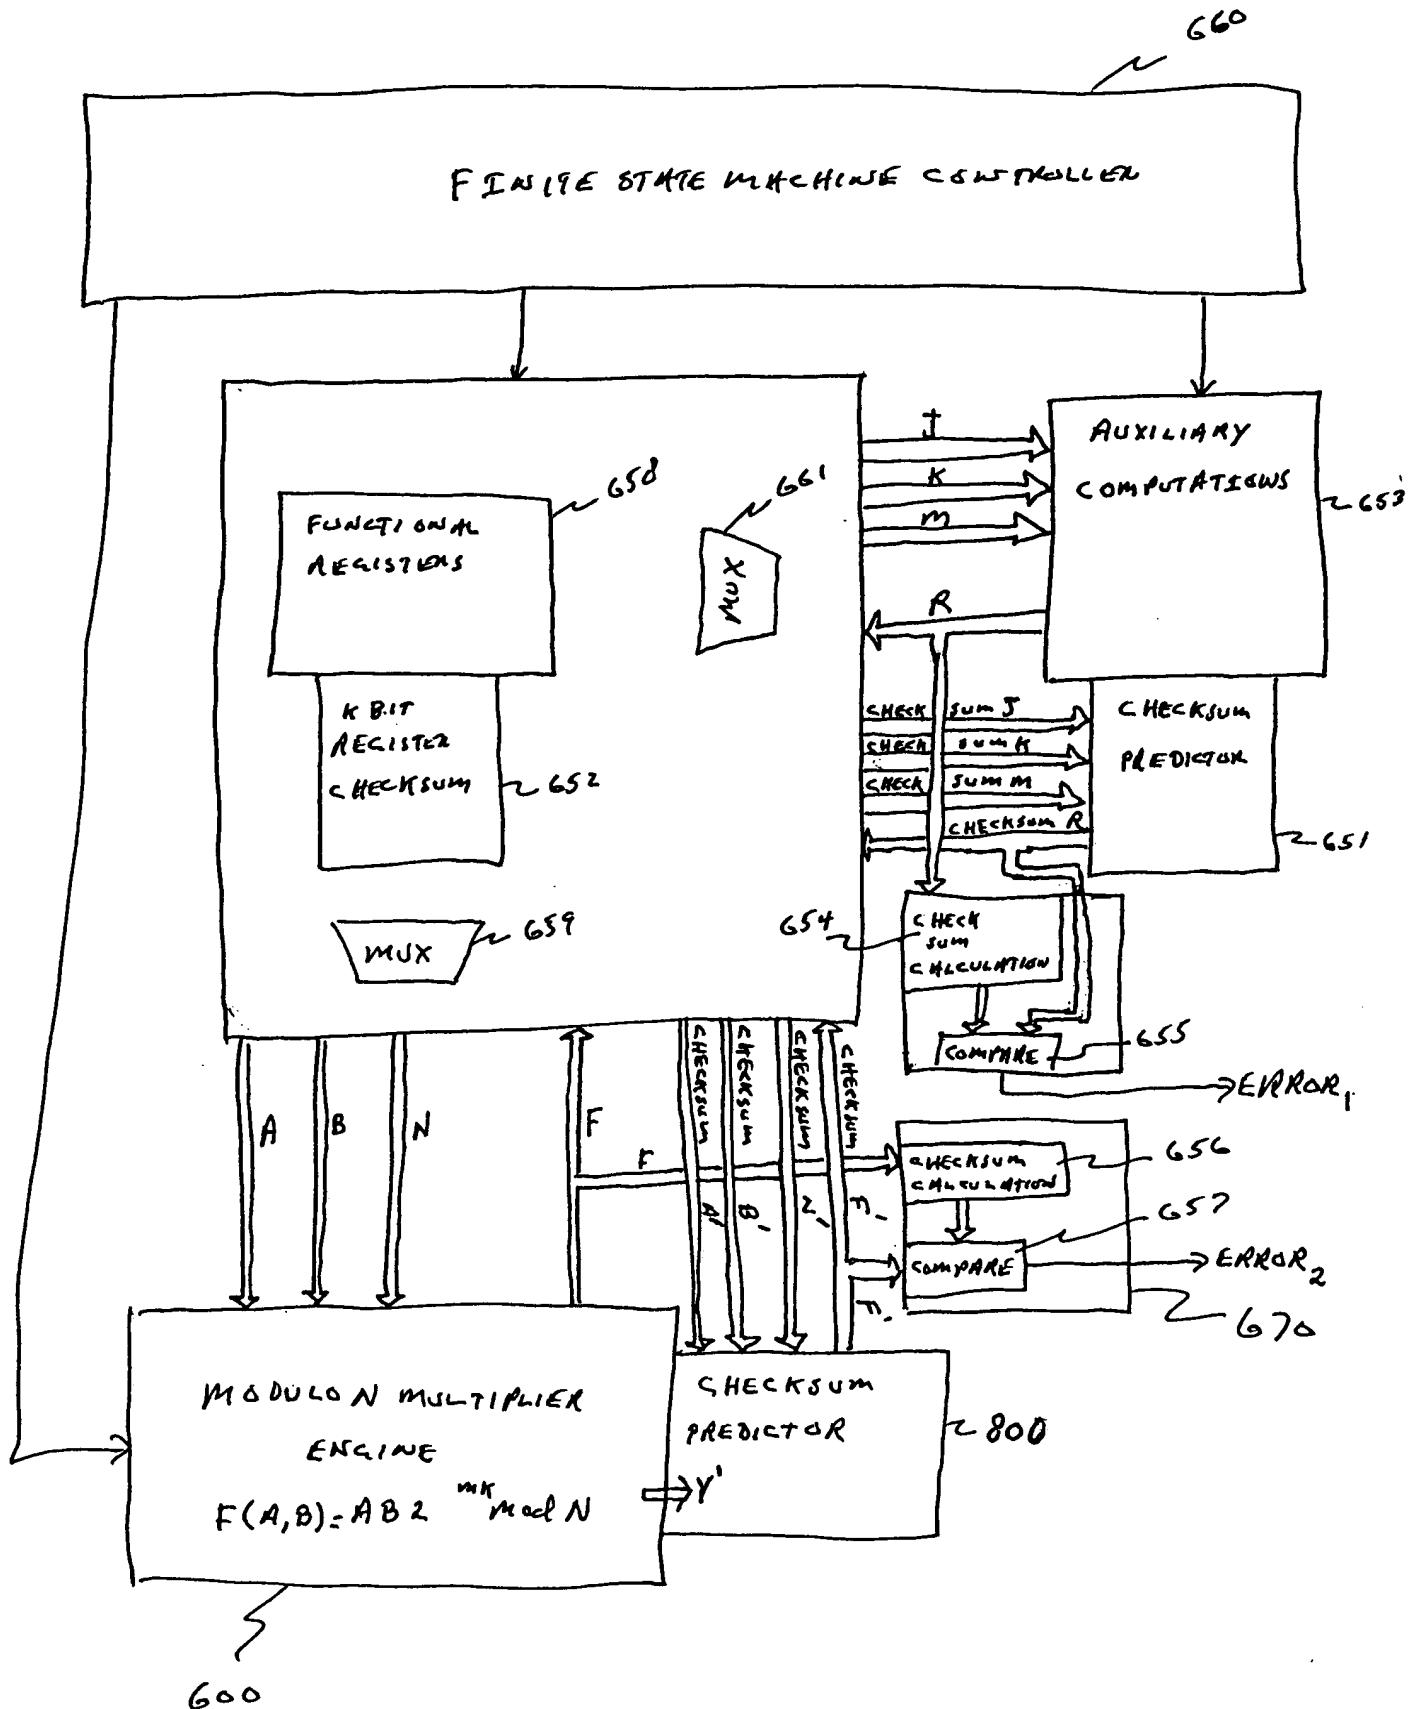 660
FINITE STATE MACHINE CONTROLLER
J
K
M
R
AUXILIARY
COMPUTATIONS
653
FUNCTIONAL
REGISTERS
658
661
MUX
K BIT
REGISTER
CHECKSUM
652
CHECK SUM J
CHECK SUM K
CHECK SUM M
CHECKSUM R
CHECKSUM
PREDICTOR
651
MUX
659
654
CHECK
SUM
CALCULATION
COMPARE
655
ERROR1
A
B
N
F
F
CHECKSUM A'
CHECKSUM B'
CHECKSUM
CHECKSUM F'
F'
CHECKSUM
CALCULATION
656
COMPARE
657
ERROR2
670
MODULO N MULTIPLIER
ENGINE
F(A,B)=AB2 mk mod N
Y'
CHECKSUM
PREDICTOR
800
600